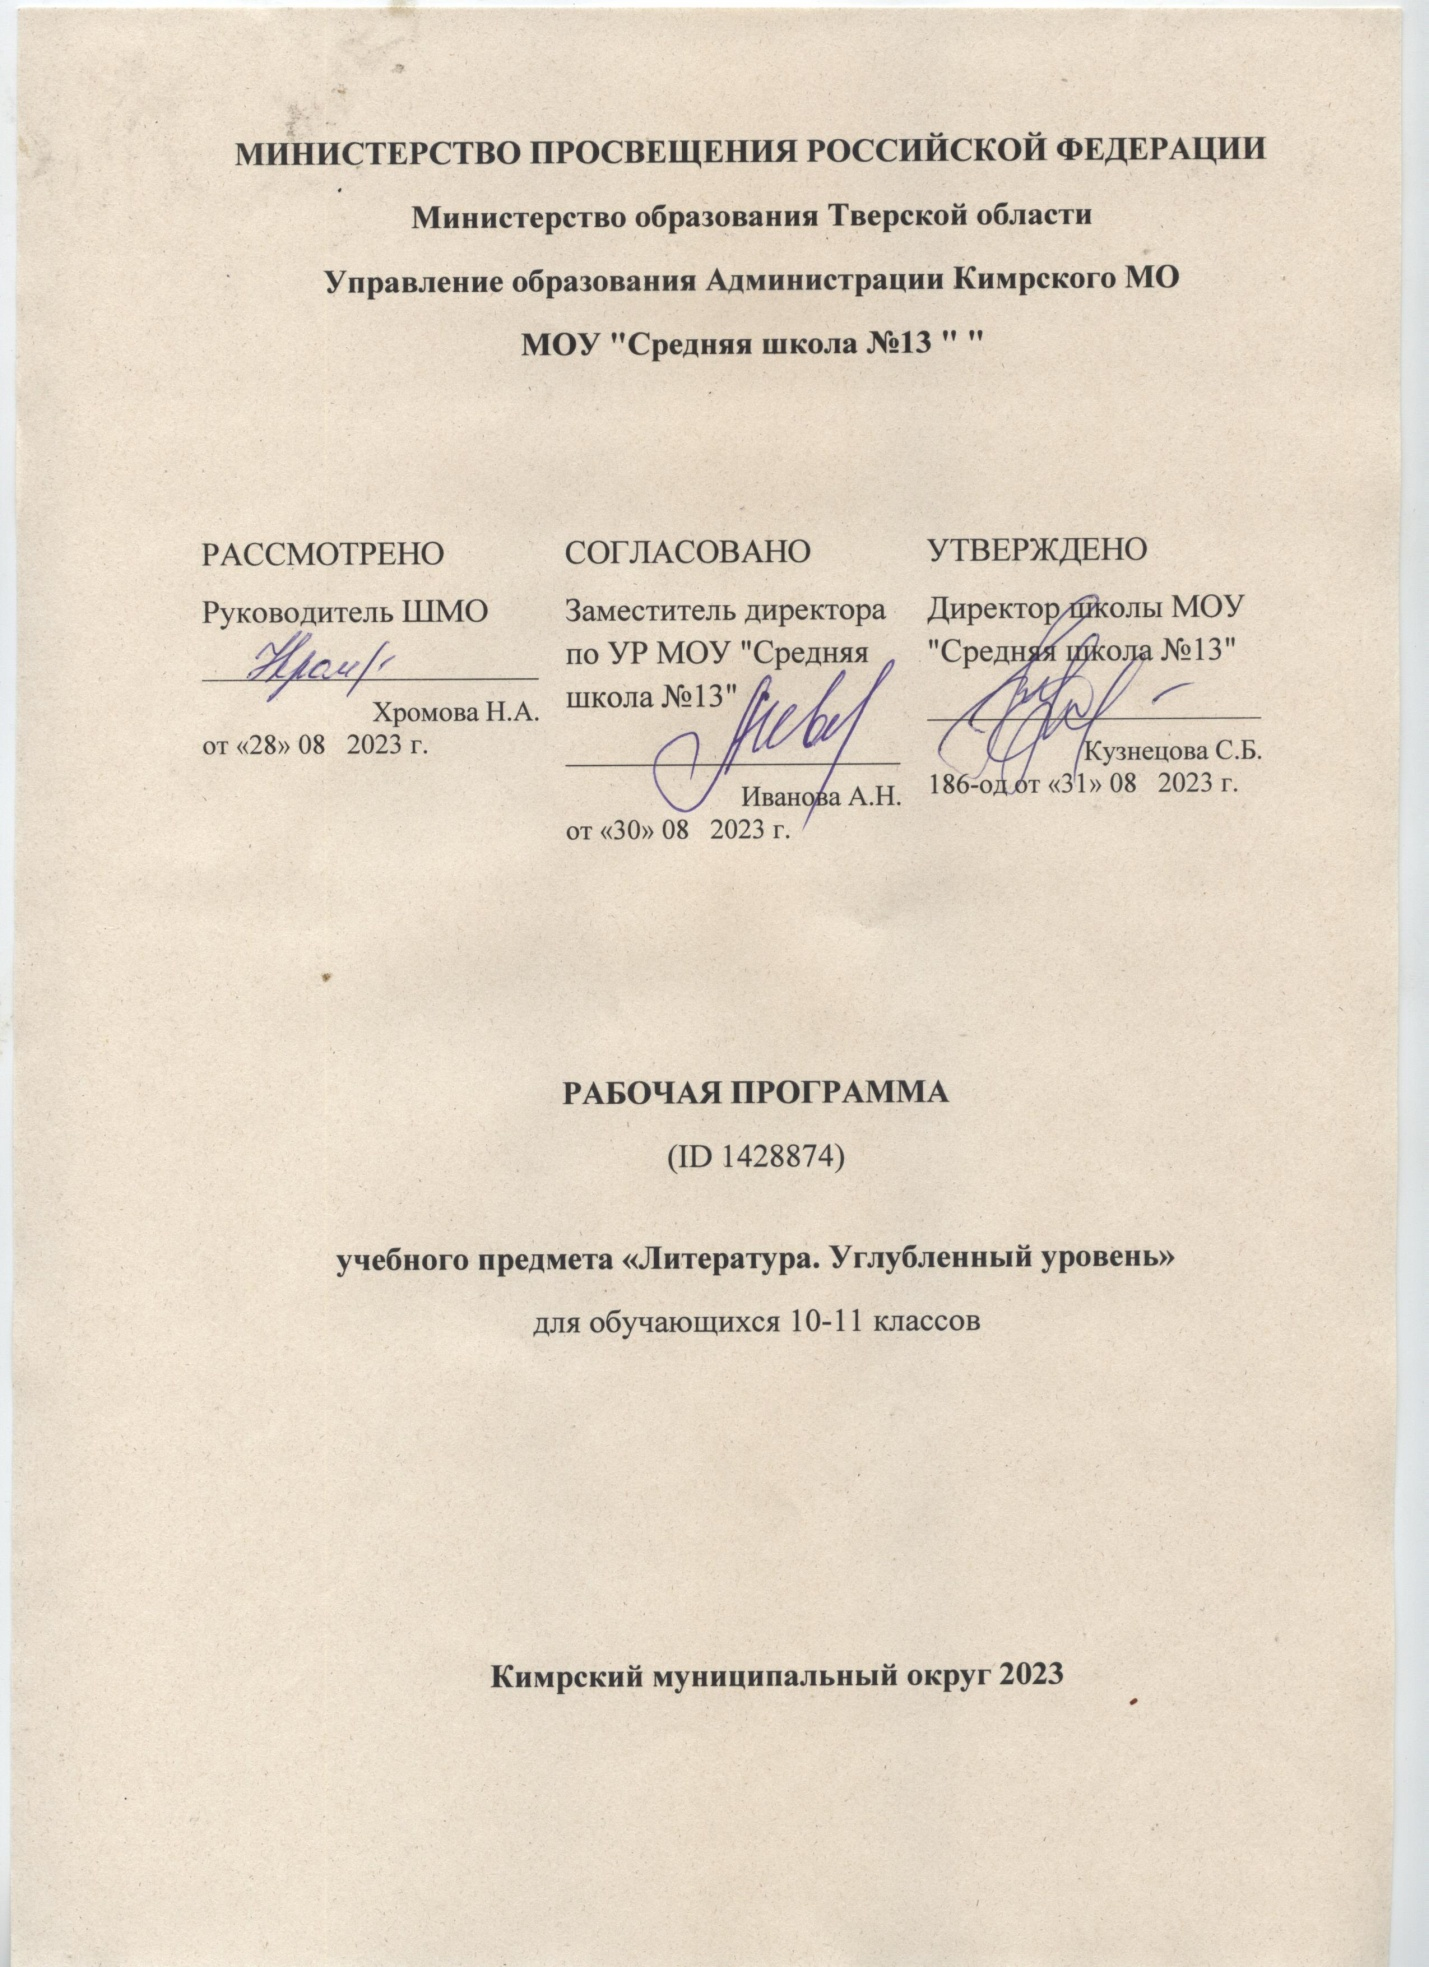 МИНИСТЕРСТВО ПРОСВЕЩЕНИЯ РОССИЙСКОЙ ФЕДЕРАЦИИ
Министерство образования Тверской области
Управление образования Администрации Кимрского МО
МОУ "Средняя школа №13 " "
РАССМОТРЕНО
Руководитель ШМО
Хромова Н.А.
от «28» 08 2023 г.
СОГЛАСОВАНО
Заместитель директора
по УР МОУ "Средняя
школа №13"
Иванова А.Н.
от «30» 08 2023 г.
УТВЕРЖДЕНО
Директор школы МОУ
"Средняя школа №13"
Кузнецова С.Б.
186-од от «31» 08 2023 г.
РАБОЧАЯ ПРОГРАММА
(ID 1428874)
учебного предмета «Литература. Углубленный уровень»
для обучающихся 10-11 классов
Кимрский муниципальный округ 2023